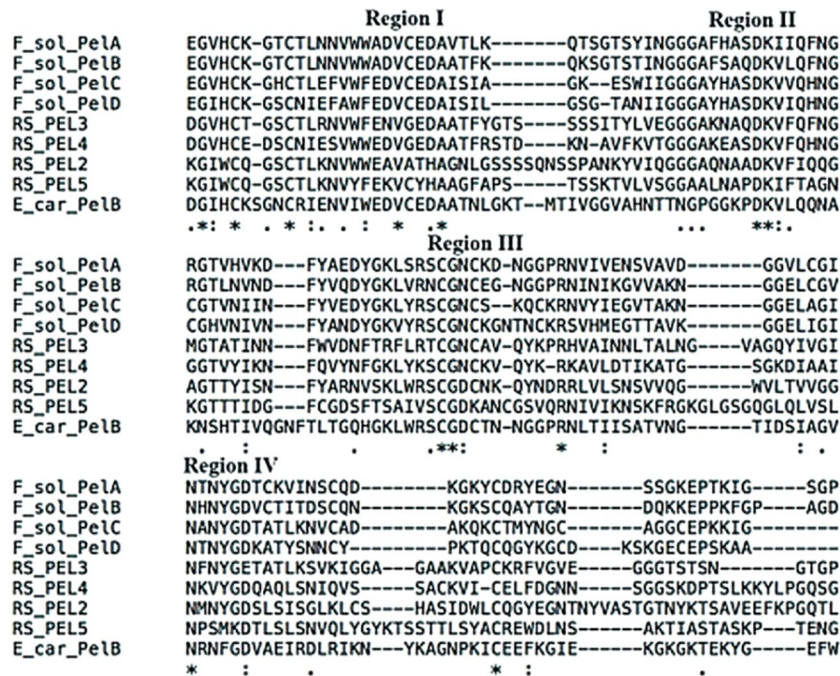 Region I Region II
F_sol_PelA EGVHCK-GTCTLNNVWWADVCEDAVTLK-------QTSGTSYINGGGAFHASDKIIQFNG
F_sol_PelB EGVHCK-GTCTLNNVWWADVCEDAATFK-------QKSGTSTINGGGAFSAQDKVLQFNG
F_sol_PelC EGVHCK-GHCTLEFVWFEDVCEDAISIA-------GK--ESWIIGGGAYHASDKVVQHNG
F_sol_PelD EGIHCK-GSCNIEFAWFEDVCEDAISIL-------GSG-TANIIGGGAYHASDKVIQHNG
RS_PEL3 DGVHCT-GSCTLRNVWFENVGEDAATFYGTS----SSSITYLVEGGGAKNAQDKVFQFNG
RS_PEL4 DGVHCE-DSCNIESVWWEDVGEDAATFRSTD----KN-AVFKVTGGGAKEASDKVFQHNG
RS_PEL2 KGIWCQ-GSCTLKNVWWEAVATHAGNLGSSSSQNSSPANKYVIQGGGAQNAADKVFIQQG
RS_PEL5 KGIWCQ-GSCTLKNVYFEKVCYHAAGFAPS-----TSSKTVLVSGGAALNAPDKIFTAGN
E_car_PelB DGIHCKSGNCRIENVIWEDVCEDAATNLGKT---MTIVGGVAHNTTNGPGGKPDKVLQQNA
.*: * . * :. . : * .* ... **:.
Region III
F_sol_PelA RGTVHVKD---FYAEDYGKLSRSCGNCKD-NGGPRNVIVENSVAVD-------GGVLCGI
F_sol_PelB RGTLNVND---FYVQDYGKLVRNCEG-NGGPRNINIKGVVAKN-------GGELCGV
F_sol_PelC CGTVNIIN---FYVEDYGKLYRSCGNCS--KQCKRNVYIEGVTAKN-------GGELAGI
F_sol_PelD CGHVNIVN---FYANDYGKVYRSCGNCKGNTNCKRSVHMEGTTAVK-------GGELIGI
RS_PEL3 MGTATINN---FWVDNFTRFLRTCGNCAV-QYKPRHVAINNLTALNG------VAGQYIVGI
RS_PEL4 GGTVYIKN---FQVYNFGKLYKSCGNCKV-QYK-RKAVLDTIKATG-------SGKDIAAI
RS_PEL2 AGTTYISN---FYARNVSKLWRSCGDCNK-QYNDRRLVLSNSVVQG-------WVLTVVGG
RS_PEL5 KGTTTIDG---FCGDSFTSAIVSCGDKANCGSVQRNIVIKNSKFRGKGLGSGQGLQLVSL
E_car_PelB KNSHTIVQGNFTLTGQHGKLWRSCGDCTN-NGGPRNLTIISATVNG-------TIDSIAGV
. : . .**: * : : .
Region IV
F_sol_PelA NTNYGDTCKVINSCQD--------KGKYCDRYEGN------SSGKEPTKIG-----SGP
F_sol_PelB NHNYGDVCTITDSCQN--------KGKSCQAYTGN------DQKKEPPKFGP----AGD
F_sol_PelC NANYGDTATLKNVCAD--------AKQKCTMYNGC------AGGCEPKIG---------
F_sol_PelD NTNYGDKATYSNNCY---------PKTQCQGYKGCD-----KSKGECEPSKAA------
RS_PEL3 NFNYGETATLKSVKIGGA----GAAKVAPCKRFVGVE----GGGTSTSN-----GTGP
RS_PEL4 NKVYGDQAQLSNIQVS------SACKVI-CELFDGNN----SGGSKDPTSLKKYLPGQSG
RS_PEL2 NMNYGDSLSISGLKLCS-----HASIDWLCQGYEGNTNYVASTGTNYKTSAVEEFKPGQTL
RS_PEL5 NPSMKDTLSLSNVQLYGYKTSSTTLSYACREWDLNS-----AKTIASTASKP---TENG
E_car_PelB NRNFGDVAEIRDLRIKN----YKAGNPKICEEFKGIE----KGKGKTEKYG-----EFW
* : . * : .